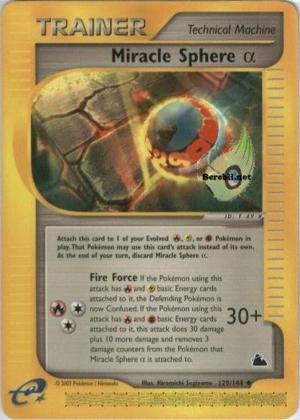 TRAINER
Technical Machine
Miracle Sphere α
Serebii.net
Attach this card to 1 of your Evolved , , or Pokémon in
play. That Pokémon may use this card's attack instead of its own.
At the end of your turn, discard Miracle Sphere α.
Fire Force If the Pokémon using this
attack has and basic Energy cards
attached to it, the Defending Pokémon is
now Confused. If the Pokémon using this
attack has and basic Energy cards
attached to it, this attack does 30 damage
plus 10 more damage and removes 3
damage counters from the Pokémon that
Miracle Sphere α is attached to.
30+
©2003 Pokémon / Nintendo
Illus. Hiromichi Sugiyama
129/144
e